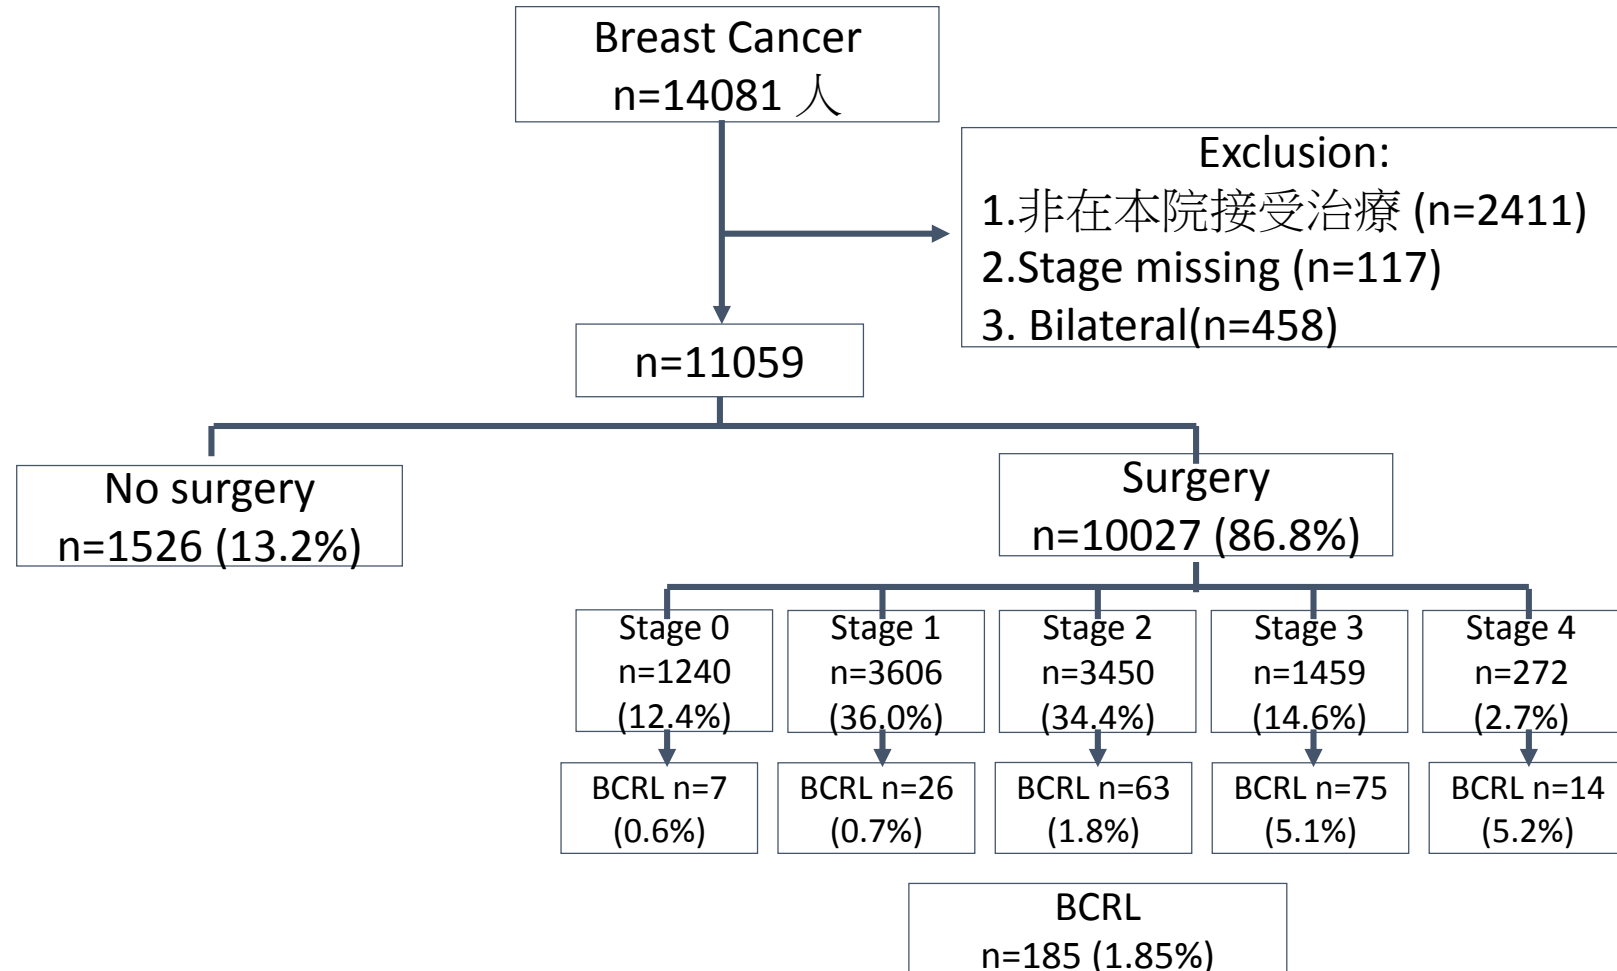 Breast Cancer
n=14081 人
Exclusion:
1.非在本院接受治療 (n=2411)
2.Stage missing (n=117)
3. Bilateral(n=458)
n=11059
No surgery
n=1526 (13.2%)
Surgery
n=10027 (86.8%)
Stage 0
n=1240
(12.4%)
Stage 1
n=3606
(36.0%)
Stage 2
n=3450
(34.4%)
Stage 3
n=1459
(14.6%)
Stage 4
n=272
(2.7%)
BCRL n=7
(0.6%)
BCRL n=26
(0.7%)
BCRL n=63
(1.8%)
BCRL n=75
(5.1%)
BCRL n=14
(5.2%)
BCRL
n=185 (1.85%)